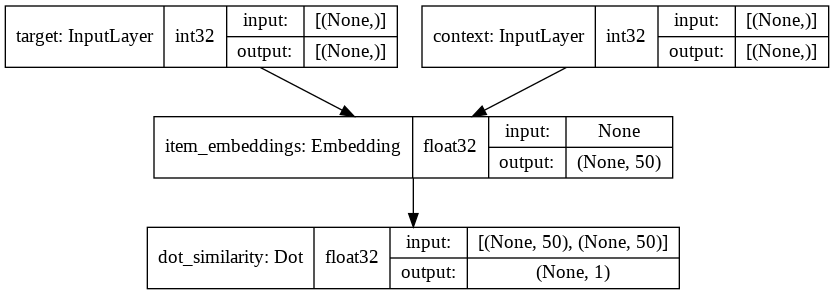 target: InputLayer int32 input: [(None,)]
output: [(None,)]
context: InputLayer int32 input: [(None,)]
output: [(None,)]
item_embeddings: Embedding float32 input: None
output: (None, 50)
dot_similarity: Dot float32 input: [(None, 50), (None, 50)]
output: (None, 1)